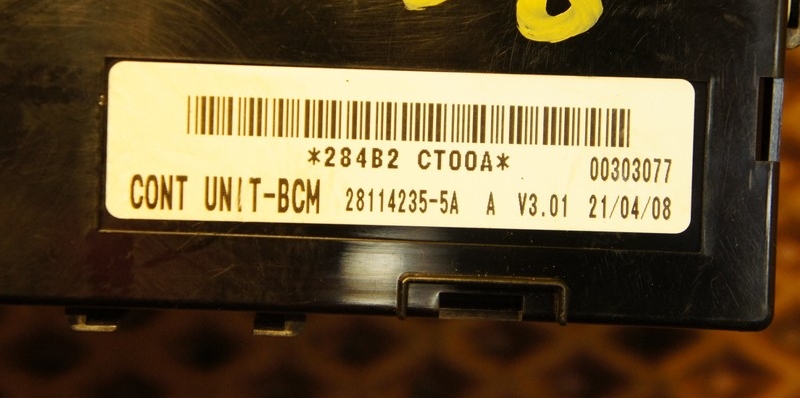 *284B2 CT00A*
00303077
CONT UNIT-BCM 28114235-5A A V3.01 21/04/08